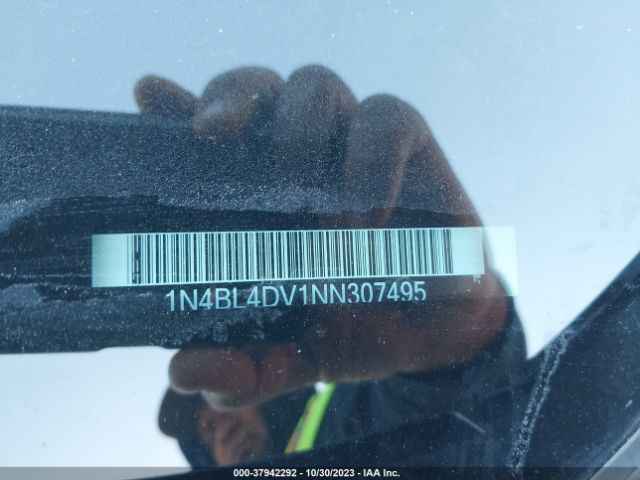 1N4BL4DV1NN307495
000-37942292 - 10/30/2023 - IAA Inc.